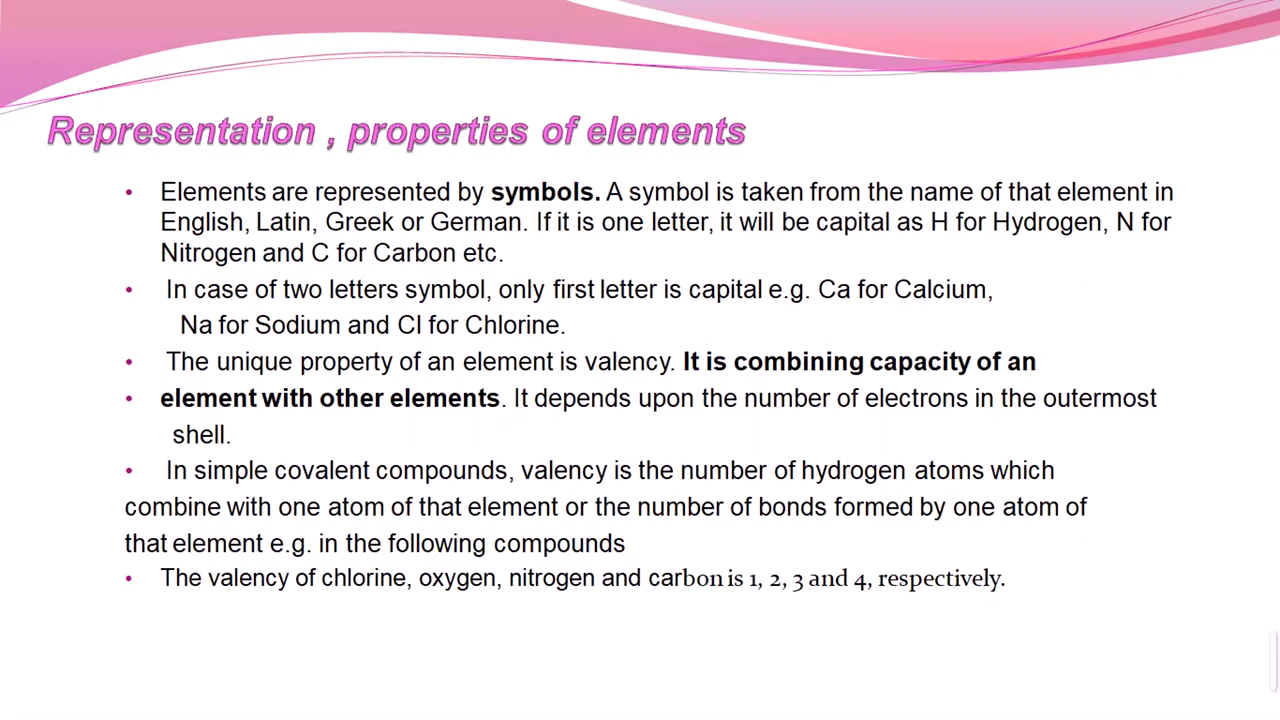 Representation , properties of elements
• Elements are represented by symbols. A symbol is taken from the name of that element in
English, Latin, Greek or German. If it is one letter, it will be capital as H for Hydrogen, N for
Nitrogen and C for Carbon etc.
• In case of two letters symbol, only first letter is capital e.g. Ca for Calcium,
Na for Sodium and Cl for Chlorine.
• The unique property of an element is valency. It is combining capacity of an
• element with other elements. It depends upon the number of electrons in the outermost
shell.
• In simple covalent compounds, valency is the number of hydrogen atoms which
combine with one atom of that element or the number of bonds formed by one atom of
that element e.g. in the following compounds
• The valency of chlorine, oxygen, nitrogen and carbon is 1, 2, 3 and 4, respectively.